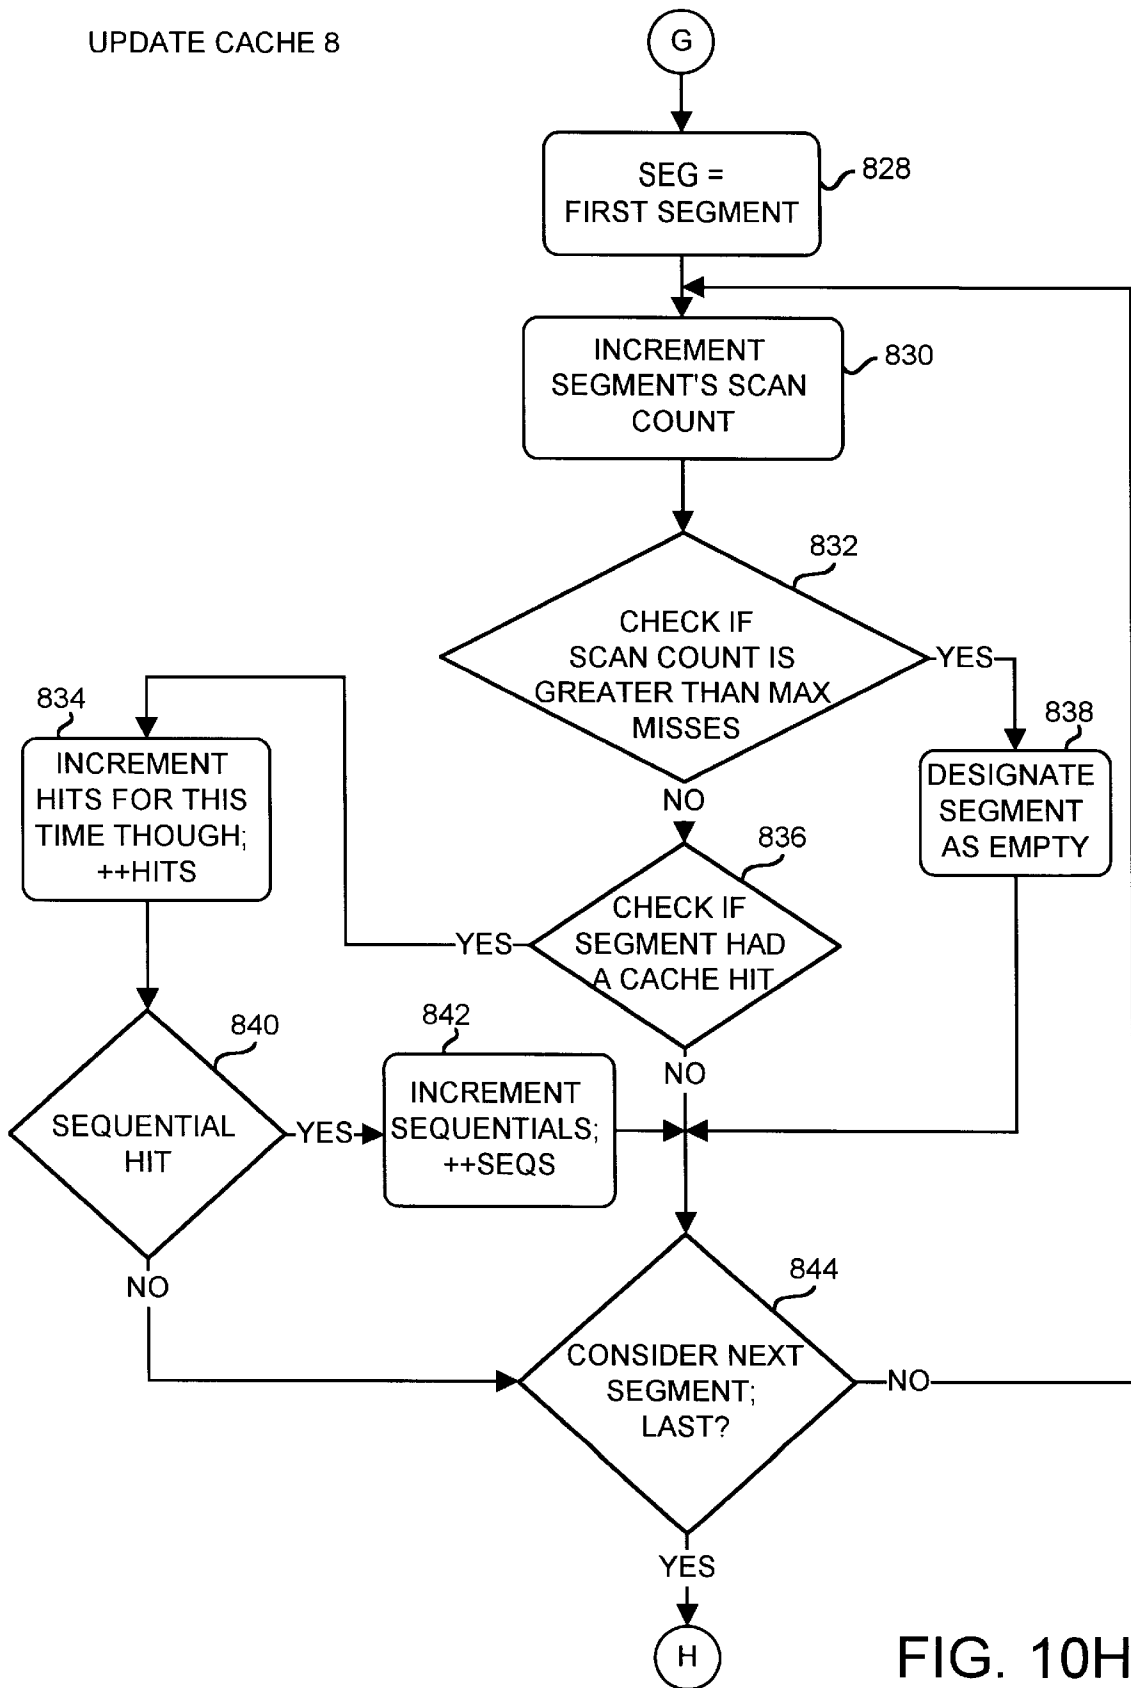 UPDATE CACHE 8
G
SEG =
FIRST SEGMENT
828
INCREMENT
SEGMENT'S SCAN
COUNT
830
832
CHECK IF
SCAN COUNT IS
GREATER THAN MAX
MISSES
YES
NO
834
INCREMENT
HITS FOR THIS
TIME THOUGH;
++HITS
838
DESIGNATE
SEGMENT
AS EMPTY
836
CHECK IF
SEGMENT HAD
A CACHE HIT
YES
NO
840
SEQUENTIAL
HIT
YES
NO
842
INCREMENT
SEQUENTIALS;
++SEQS
844
CONSIDER NEXT
SEGMENT;
LAST?
NO
YES
H
FIG. 10H